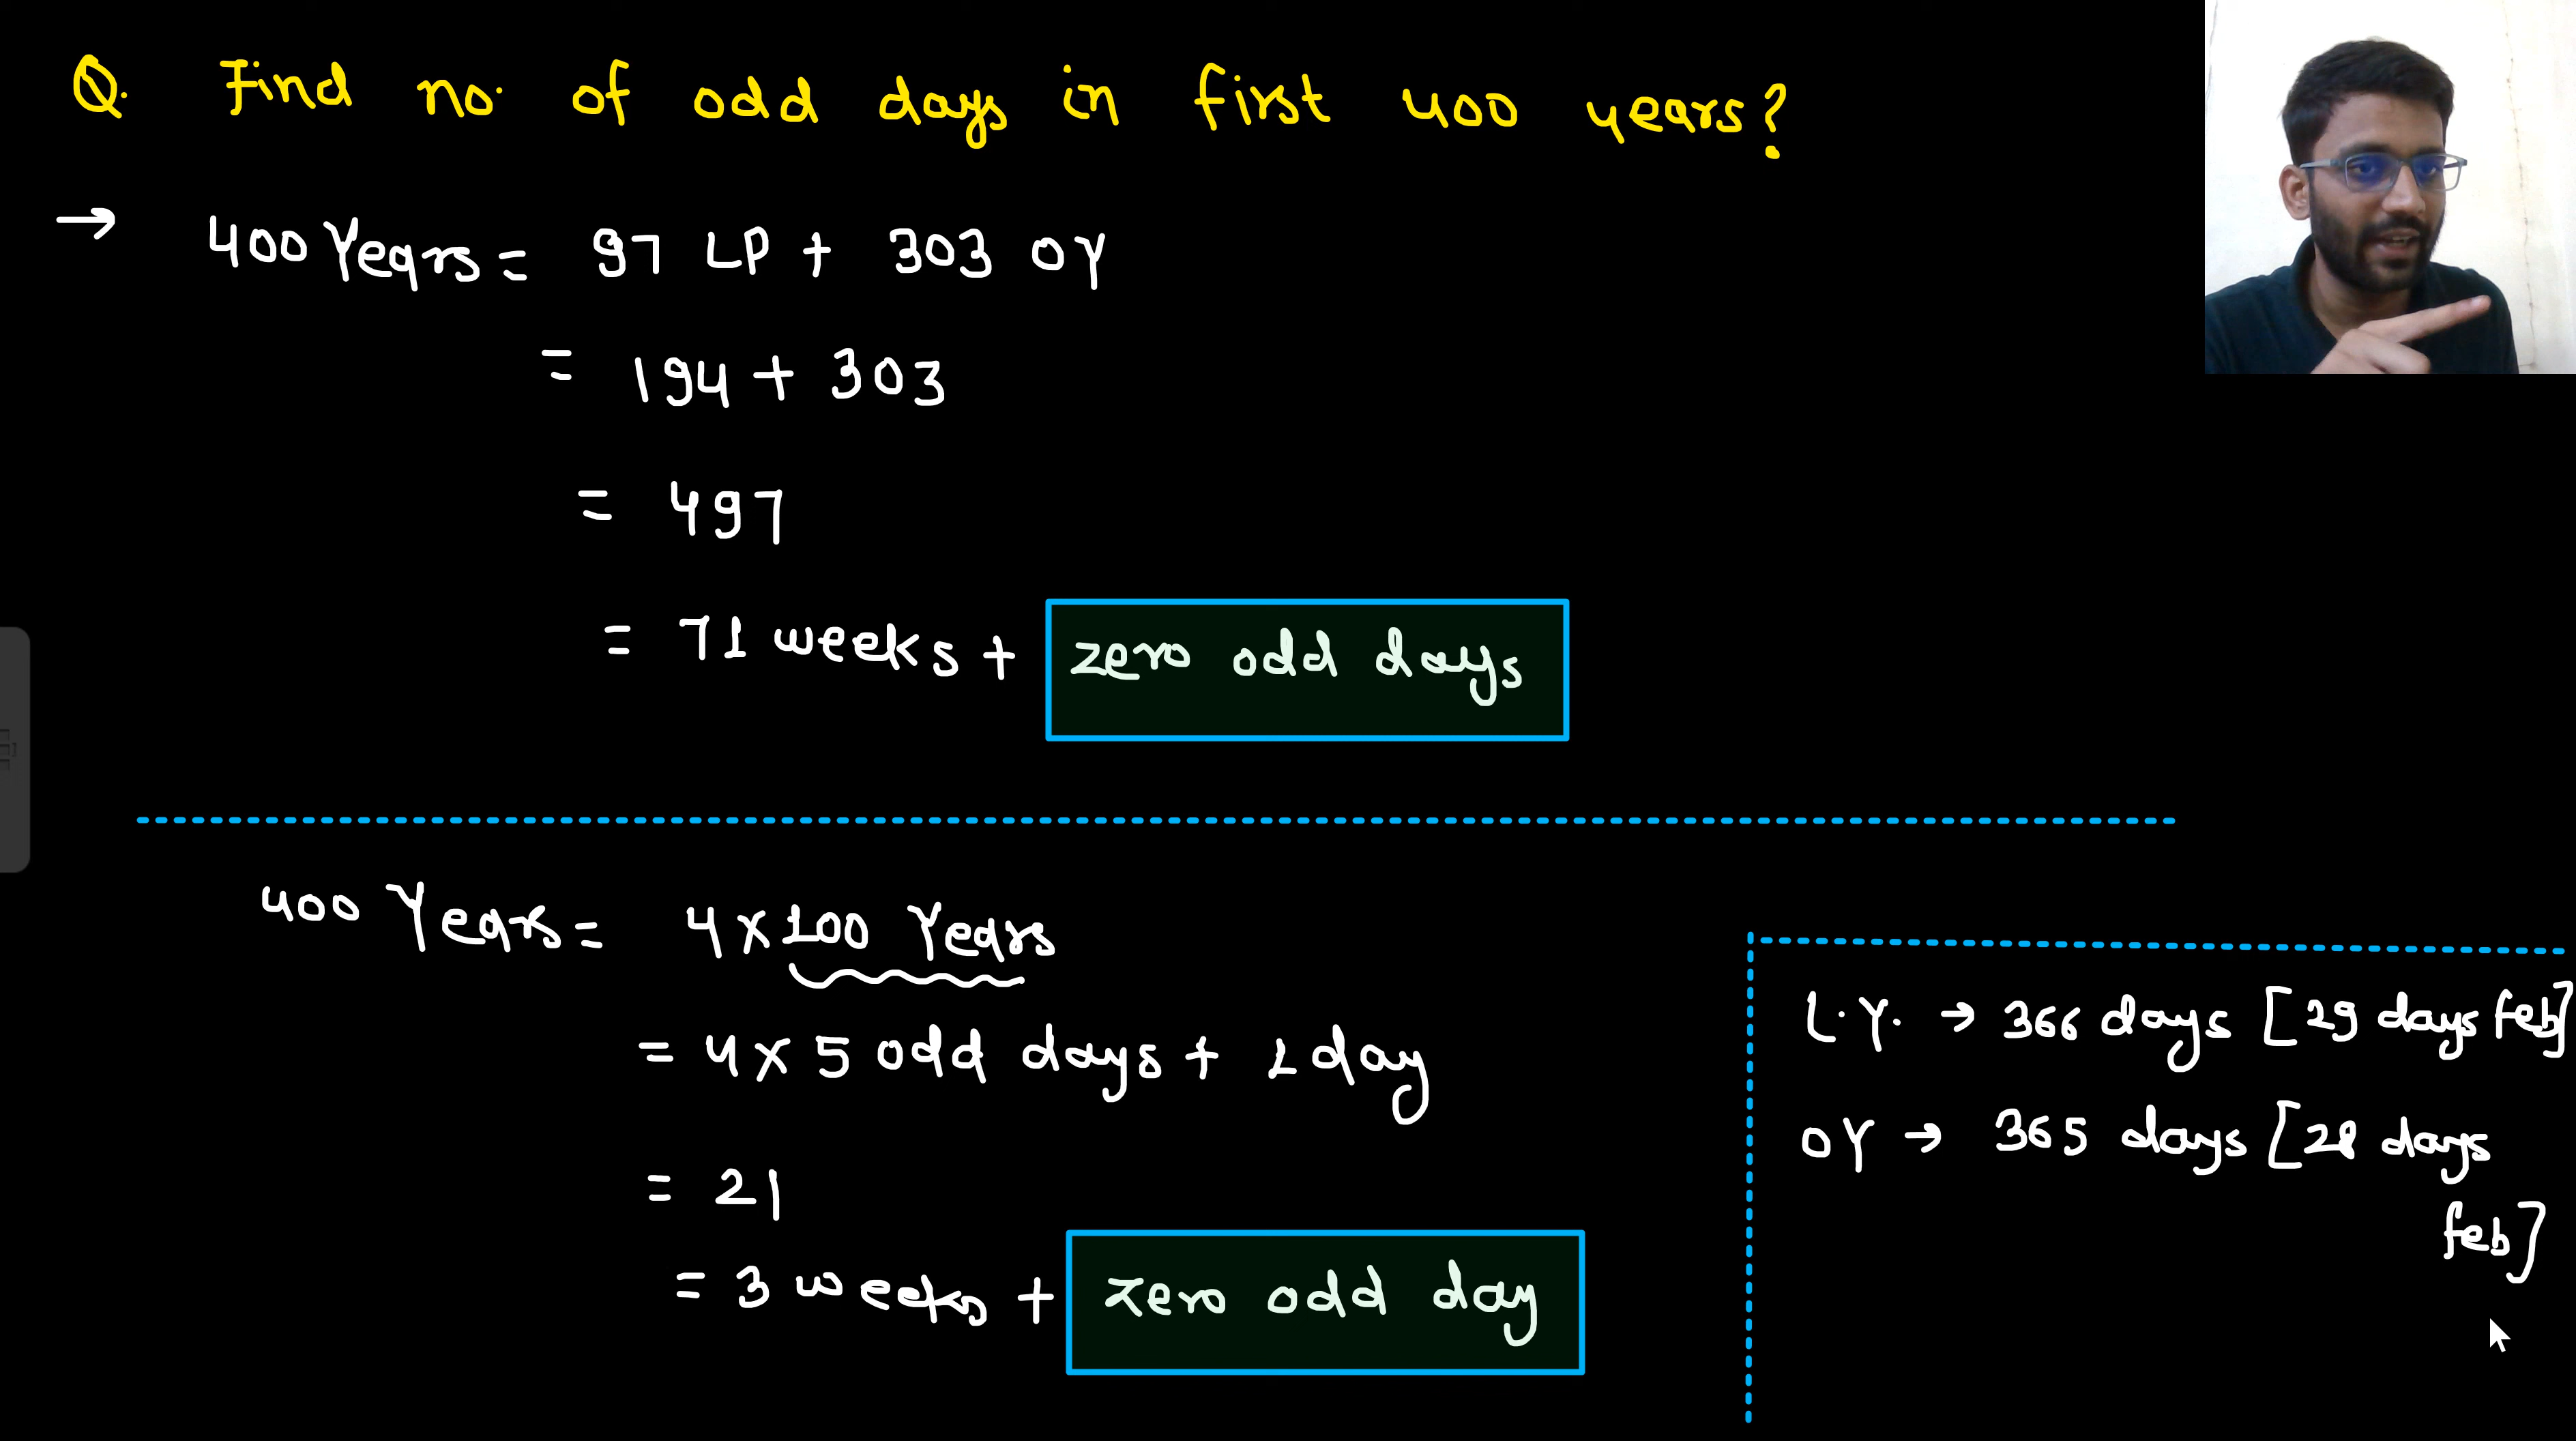 Q. Find no. of odd days in first 400 years?
→ 400 Years = 97 LP + 303 OY
= 194 + 303
= 497
= 71 weeks + zero odd days
400 Years = 4 x 100 Years
= 4 x 5 odd days + 1 day
= 21
= 3 weeks + zero odd day
L.Y. → 366 days [29 days feb]
OY → 365 days [28 days
feb]